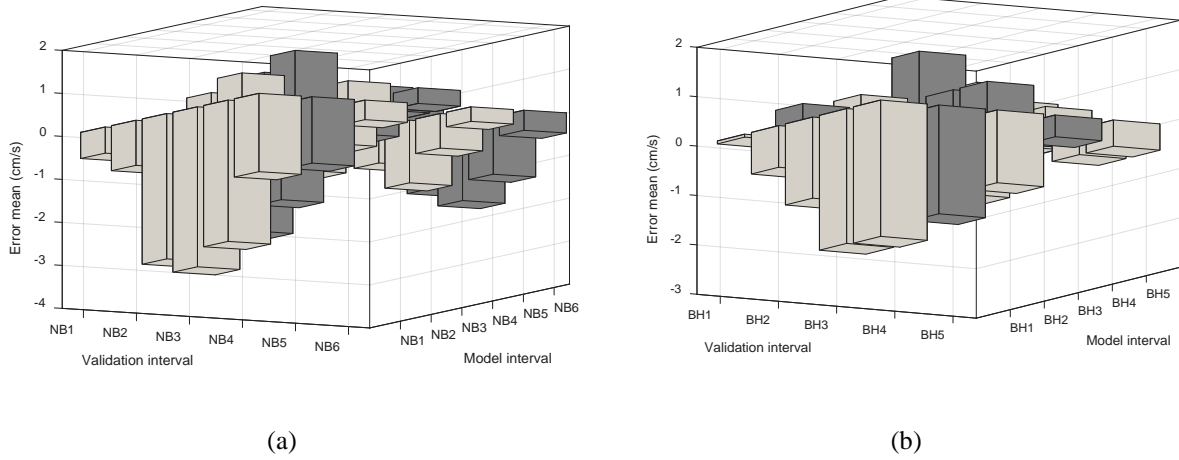 2
1
0
-1
-2
-3
-4
Error mean (cm/s)
NB1
NB2
NB3
NB4
NB5
NB6
Validation interval
NB1
NB2
NB3
NB4
NB5
NB6
Model interval
(a)
2
1
0
-1
-2
-3
Error mean (cm/s)
BH1
BH2
BH3
BH4
BH5
Validation interval
BH1
BH2
BH3
BH4
BH5
Model interval
(b)